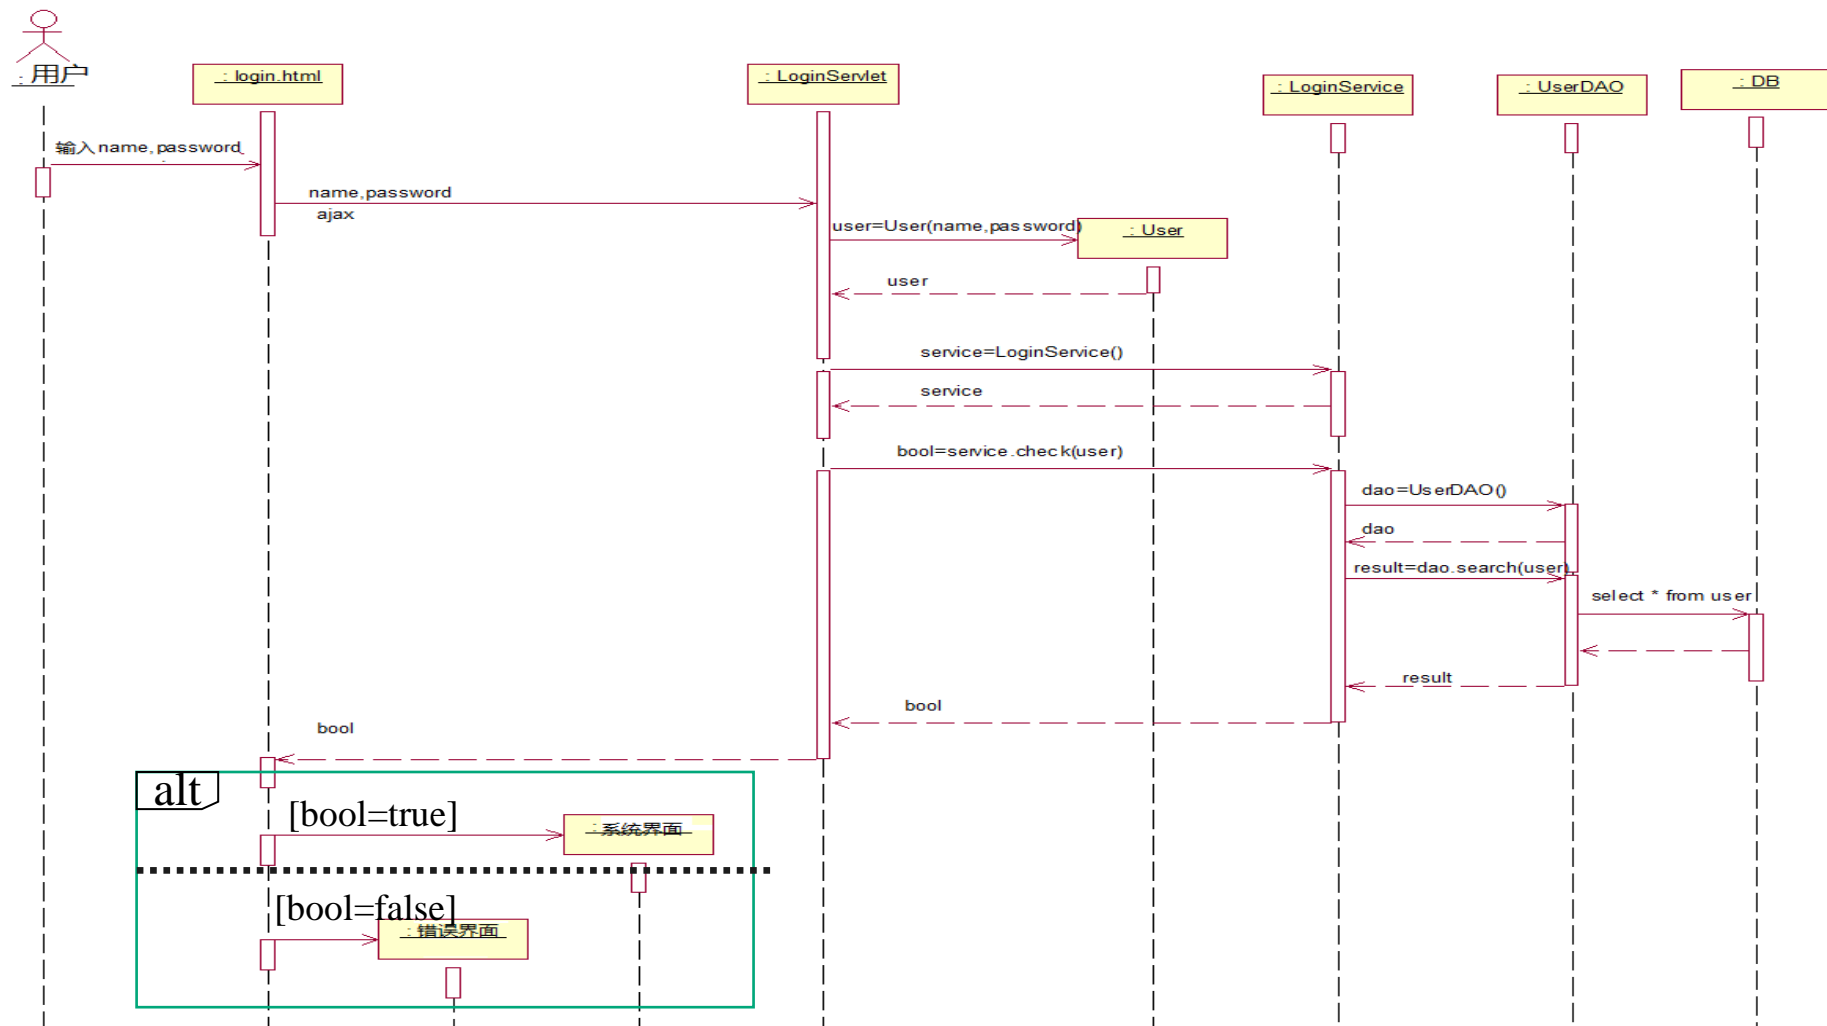 : 用户
: login.html
: LoginServlet
: LoginService
: UserDAO
: DB
输入name,password
name,password
ajax
user=User(name,password)
: User
user
service=LoginService()
service
bool=service.check(user)
dao=UserDAO()
dao
result=dao.search(user)
select * from user
result
bool
bool
alt
[bool=true]
: 系统界面
[bool=false]
: 错误界面